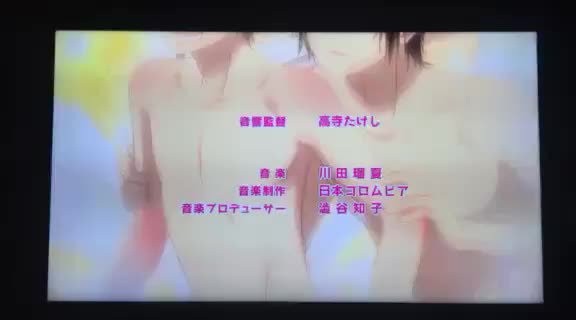 音響監督 高寺たけし
音楽 川田瑠夏
音楽制作 日本コロムビア
音楽プロデューサー 澁谷知子